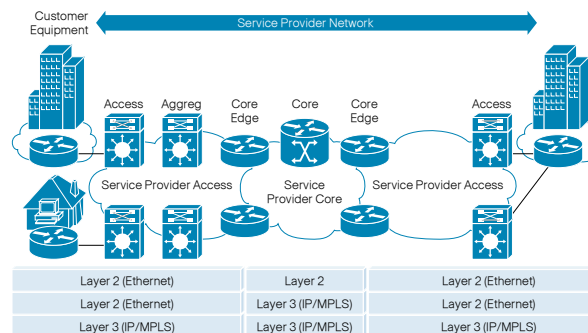 Customer
Equipment
Service Provider Network
Access
Aggreg
Core
Edge
Core
Core
Edge
Access
Service Provider Access
Service
Provider Core
Service Provider Access
Layer 2 (Ethernet)
Layer 2
Layer 2 (Ethernet)
Layer 2 (Ethernet)
Layer 3 (IP/MPLS)
Layer 2 (Ethernet)
Layer 3 (IP/MPLS)
Layer 3 (IP/MPLS)
Layer 3 (IP/MPLS)